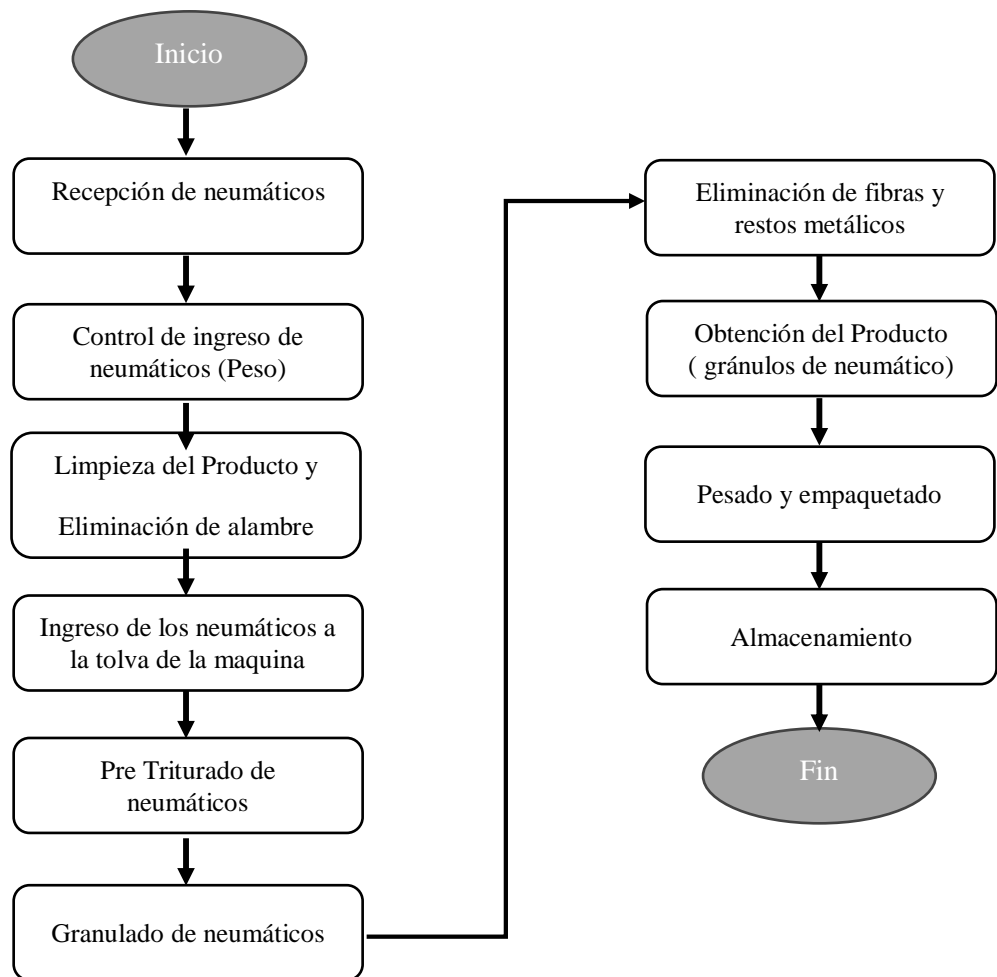 Inicio
Recepción de neumáticos
Control de ingreso de
neumáticos (Peso)
Limpieza del Producto y
Eliminación de alambre
Ingreso de los neumáticos a
la tolva de la maquina
Pre Triturado de
neumáticos
Granulado de neumáticos
Eliminación de fibras y
restos metálicos
Obtención del Producto
( gránulos de neumático)
Pesado y empaquetado
Almacenamiento
Fin